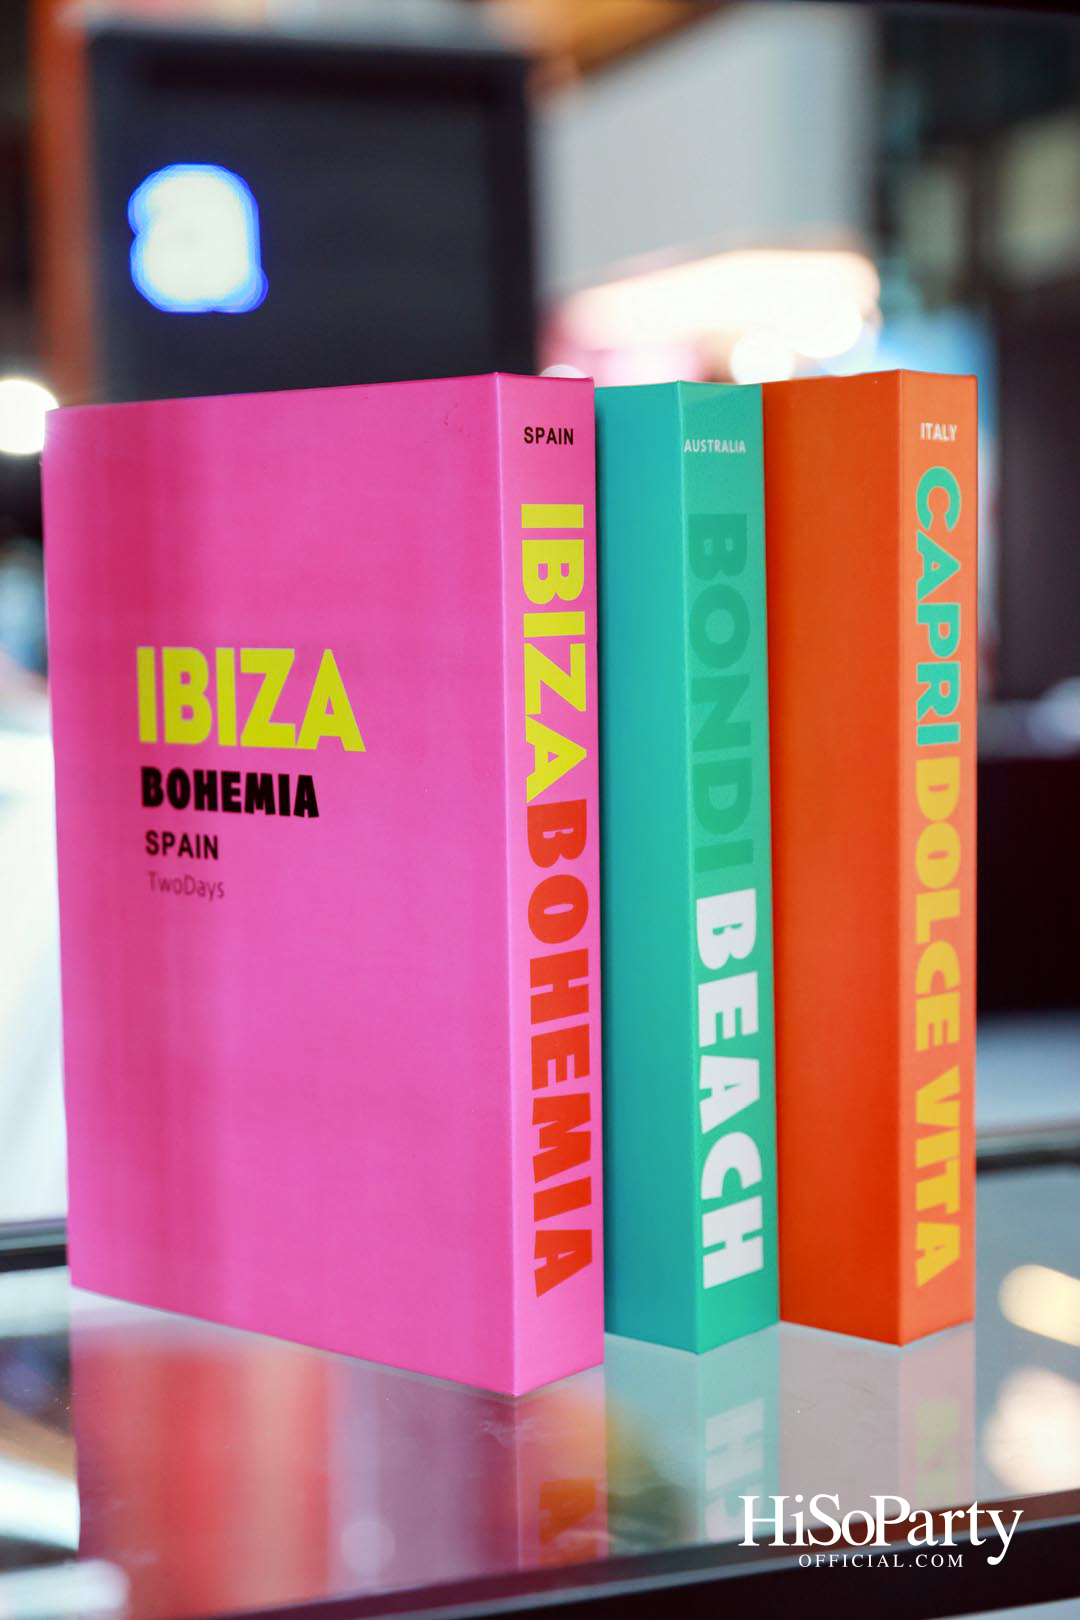 a
IBIZA
BOHEMIA
SPAIN
TwoDays
SPAIN
IBIZA BOHEMIA
AUSTRALIA
BONDI BEACH
ITALY
CAPRI DOLCE VITA
HiSoParty
OFFICIAL.COM